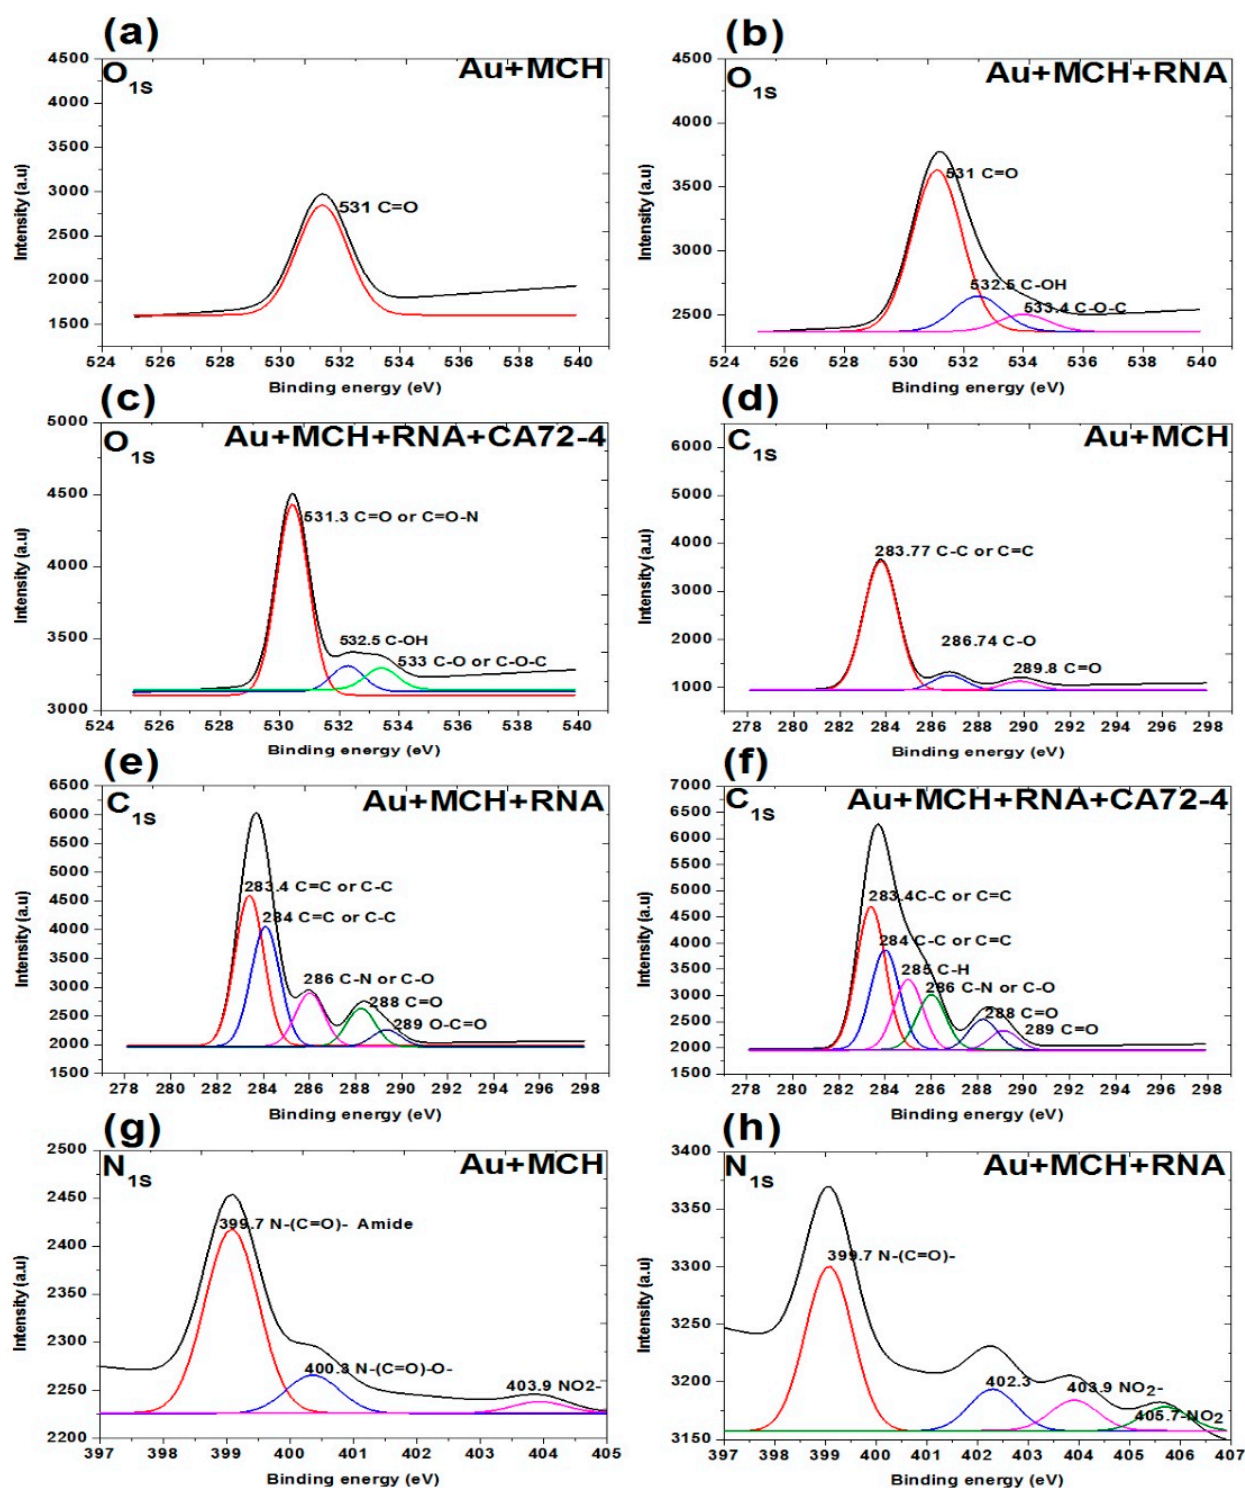 (a)
O1S
Au+MCH
4500
4000
3500
3000
2500
2000
1500
Intensity (a.u)
531 C=O
524 526 528 530 532 534 536 538 540
Binding energy (eV)
(b)
O1S
Au+MCH+RNA
4500
4000
3500
3000
2500
Intensity (a.u)
531 C=O
532.5 C-OH
533.4 C-O-C
524 526 528 530 532 534 536 538 540
Binding energy (eV)
(c)
O1S
Au+MCH+RNA+CA72-4
5000
4500
4000
3500
3000
Intensity (a.u)
531.3 C=O or C=O-N
532.5 C-OH
533 C-O or C-O-C
524 526 528 530 532 534 536 538 540
Binding energy (eV)
(d)
C1S
Au+MCH
6000
5000
4000
3000
2000
1000
Intensity (a.u)
283.77 C-C or C=C
286.74 C-O
289.8 C=O
278 280 282 284 286 288 290 292 294 296 298
Binding energy (eV)
(e)
C1S
Au+MCH+RNA
6500
6000
5500
5000
4500
4000
3500
3000
2500
2000
1500
Intensity (a.u)
283.4 C=C or C-C
284 C=C or C-C
286 C-N or C-O
288 C=O
289 O-C=O
278 280 282 284 286 288 290 292 294 296 298
Binding energy (eV)
(f)
C1S
Au+MCH+RNA+CA72-4
7000
6500
6000
5500
5000
4500
4000
3500
3000
2500
2000
1500
Intensity (a.u)
283.4C-C or C=C
284 C-C or C=C
285 C-H
286 C-N or C-O
288 C=O
289 C=O
278 280 282 284 286 288 290 292 294 296 298
Binding energy (eV)
(g)
N1S
Au+MCH
2500
2450
2400
2350
2300
2250
2200
Intensity (a.u)
399.7 N-(C=O)- Amide
400.3 N-(C=O)-O-
403.9 NO2-
397 398 399 400 401 402 403 404 405
Binding energy (eV)
(h)
N1S
Au+MCH+RNA
3400
3350
3300
3250
3200
3150
Intensity (a.u)
399.7 N-(C=O)-
402.3
403.9 NO2-
405.7-NO2
397 398 399 400 401 402 403 404 405 406 407
Binding energy (eV)